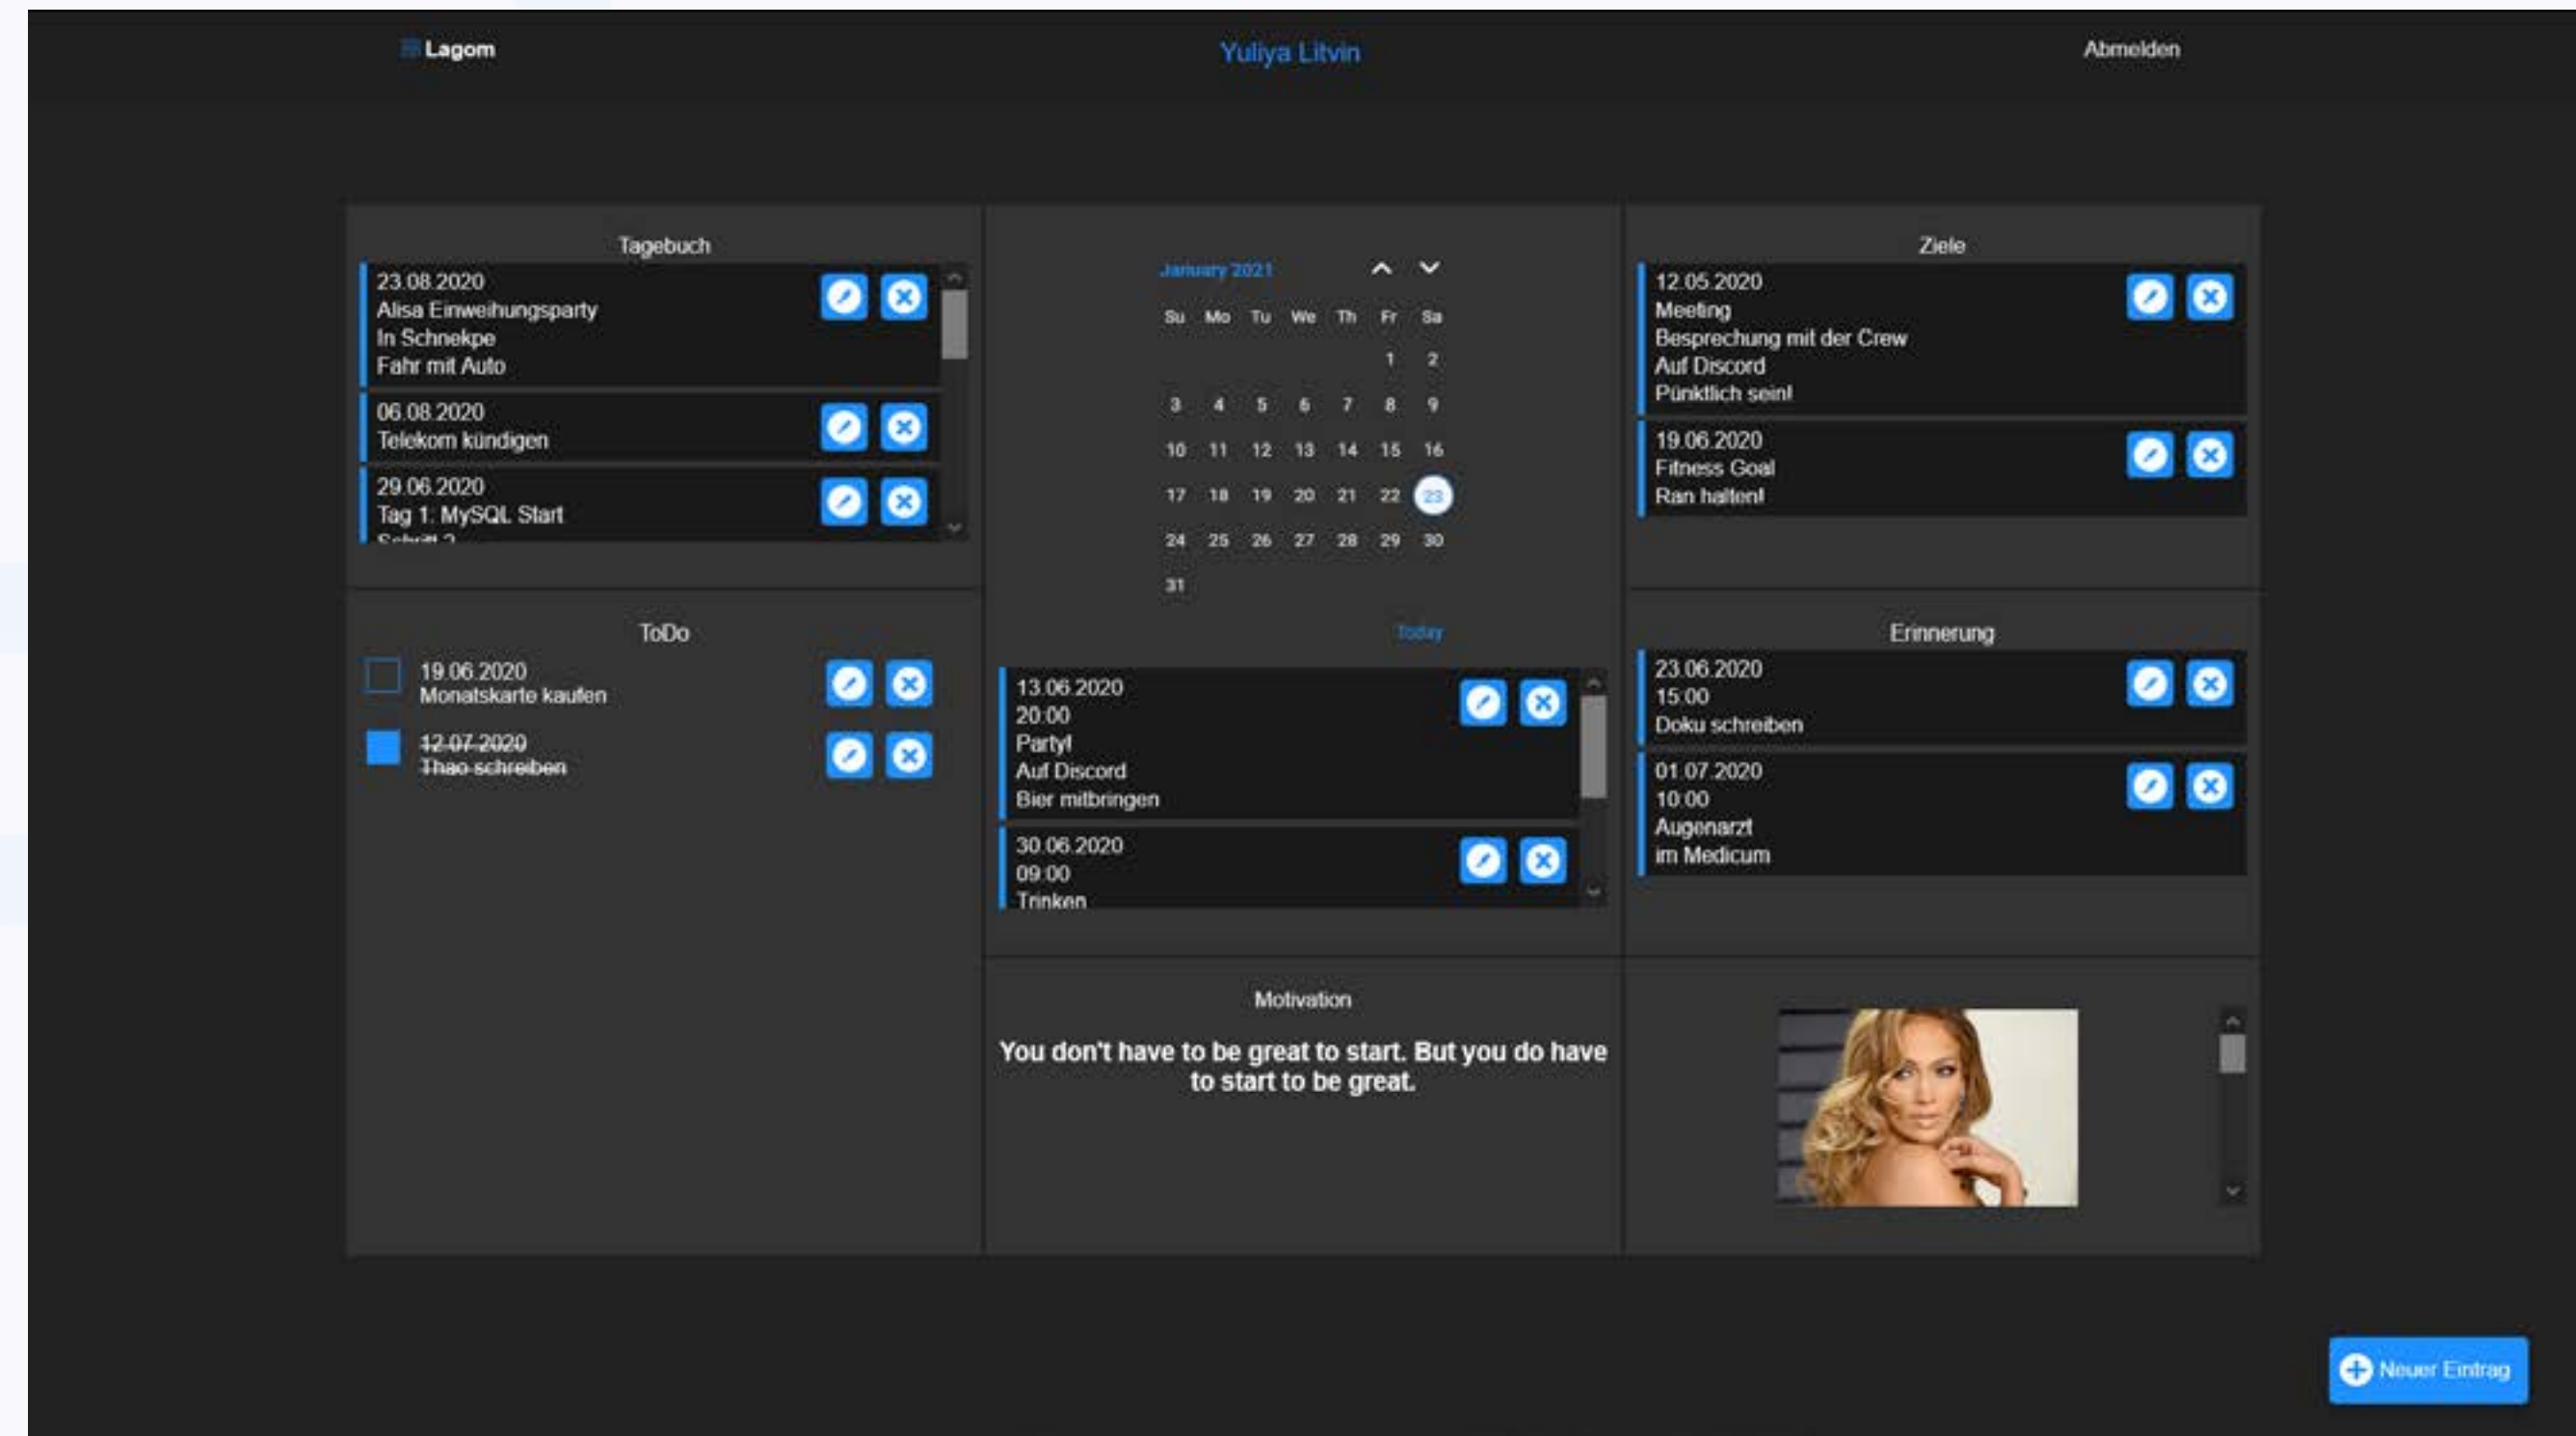 Lagom
Yuliya Litvin
Abmelden
Tagebuch
23.08.2020
Alisa Einweihungsparty
In Schnekpe
Fahr mit Auto
06.08.2020
Telekom kündigen
29.06.2020
Tag 1: MySQL Start
Schritt 2
ToDo
19.06.2020
Monatskarte kaufen
12.07.2020
Thao schreiben
January 2021
Su Mo Tu We Th Fr Sa
1 2
3 4 5 6 7 8 9
10 11 12 13 14 15 16
17 18 19 20 21 22 23
24 25 26 27 28 29 30
31
Today
13.06.2020
20:00
Party!
Auf Discord
Bier mitbringen
30.06.2020
09:00
Trinken
Motivation
You don't have to be great to start. But you do have
to start to be great.
Ziele
12.05.2020
Meeting
Besprechung mit der Crew
Auf Discord
Pünktlich sein!
19.06.2020
Fitness Goal
Ran halten!
Erinnerung
23.06.2020
15:00
Doku schreiben
01.07.2020
10:00
Augenarzt
im Medicum
Neuer Eintrag